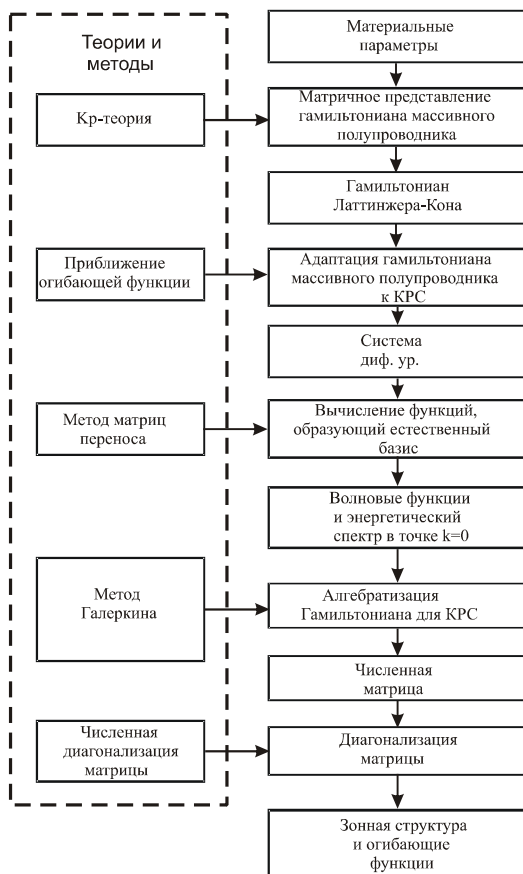 Теории и
методы
Материальные
параметры
Кр-теория
Матричное представление
гамильтониана массивного
полупроводника
Гамильтониан
Латтинжера-Кона
Приближение
огибающей функции
Адаптация гамильтониана
массивного полупроводника
к КРС
Система
диф. ур.
Метод матриц
переноса
Вычисление функций,
образующий естественный
базис
Волновые функции
и энергетический
спектр в точке k=0
Метод
Галеркина
Алгебратизация
Гамильтониана для КРС
Численная
матрица
Численная
диагонализация
матрицы
Диагонализация
матрицы
Зонная структура
и огибающие
функции